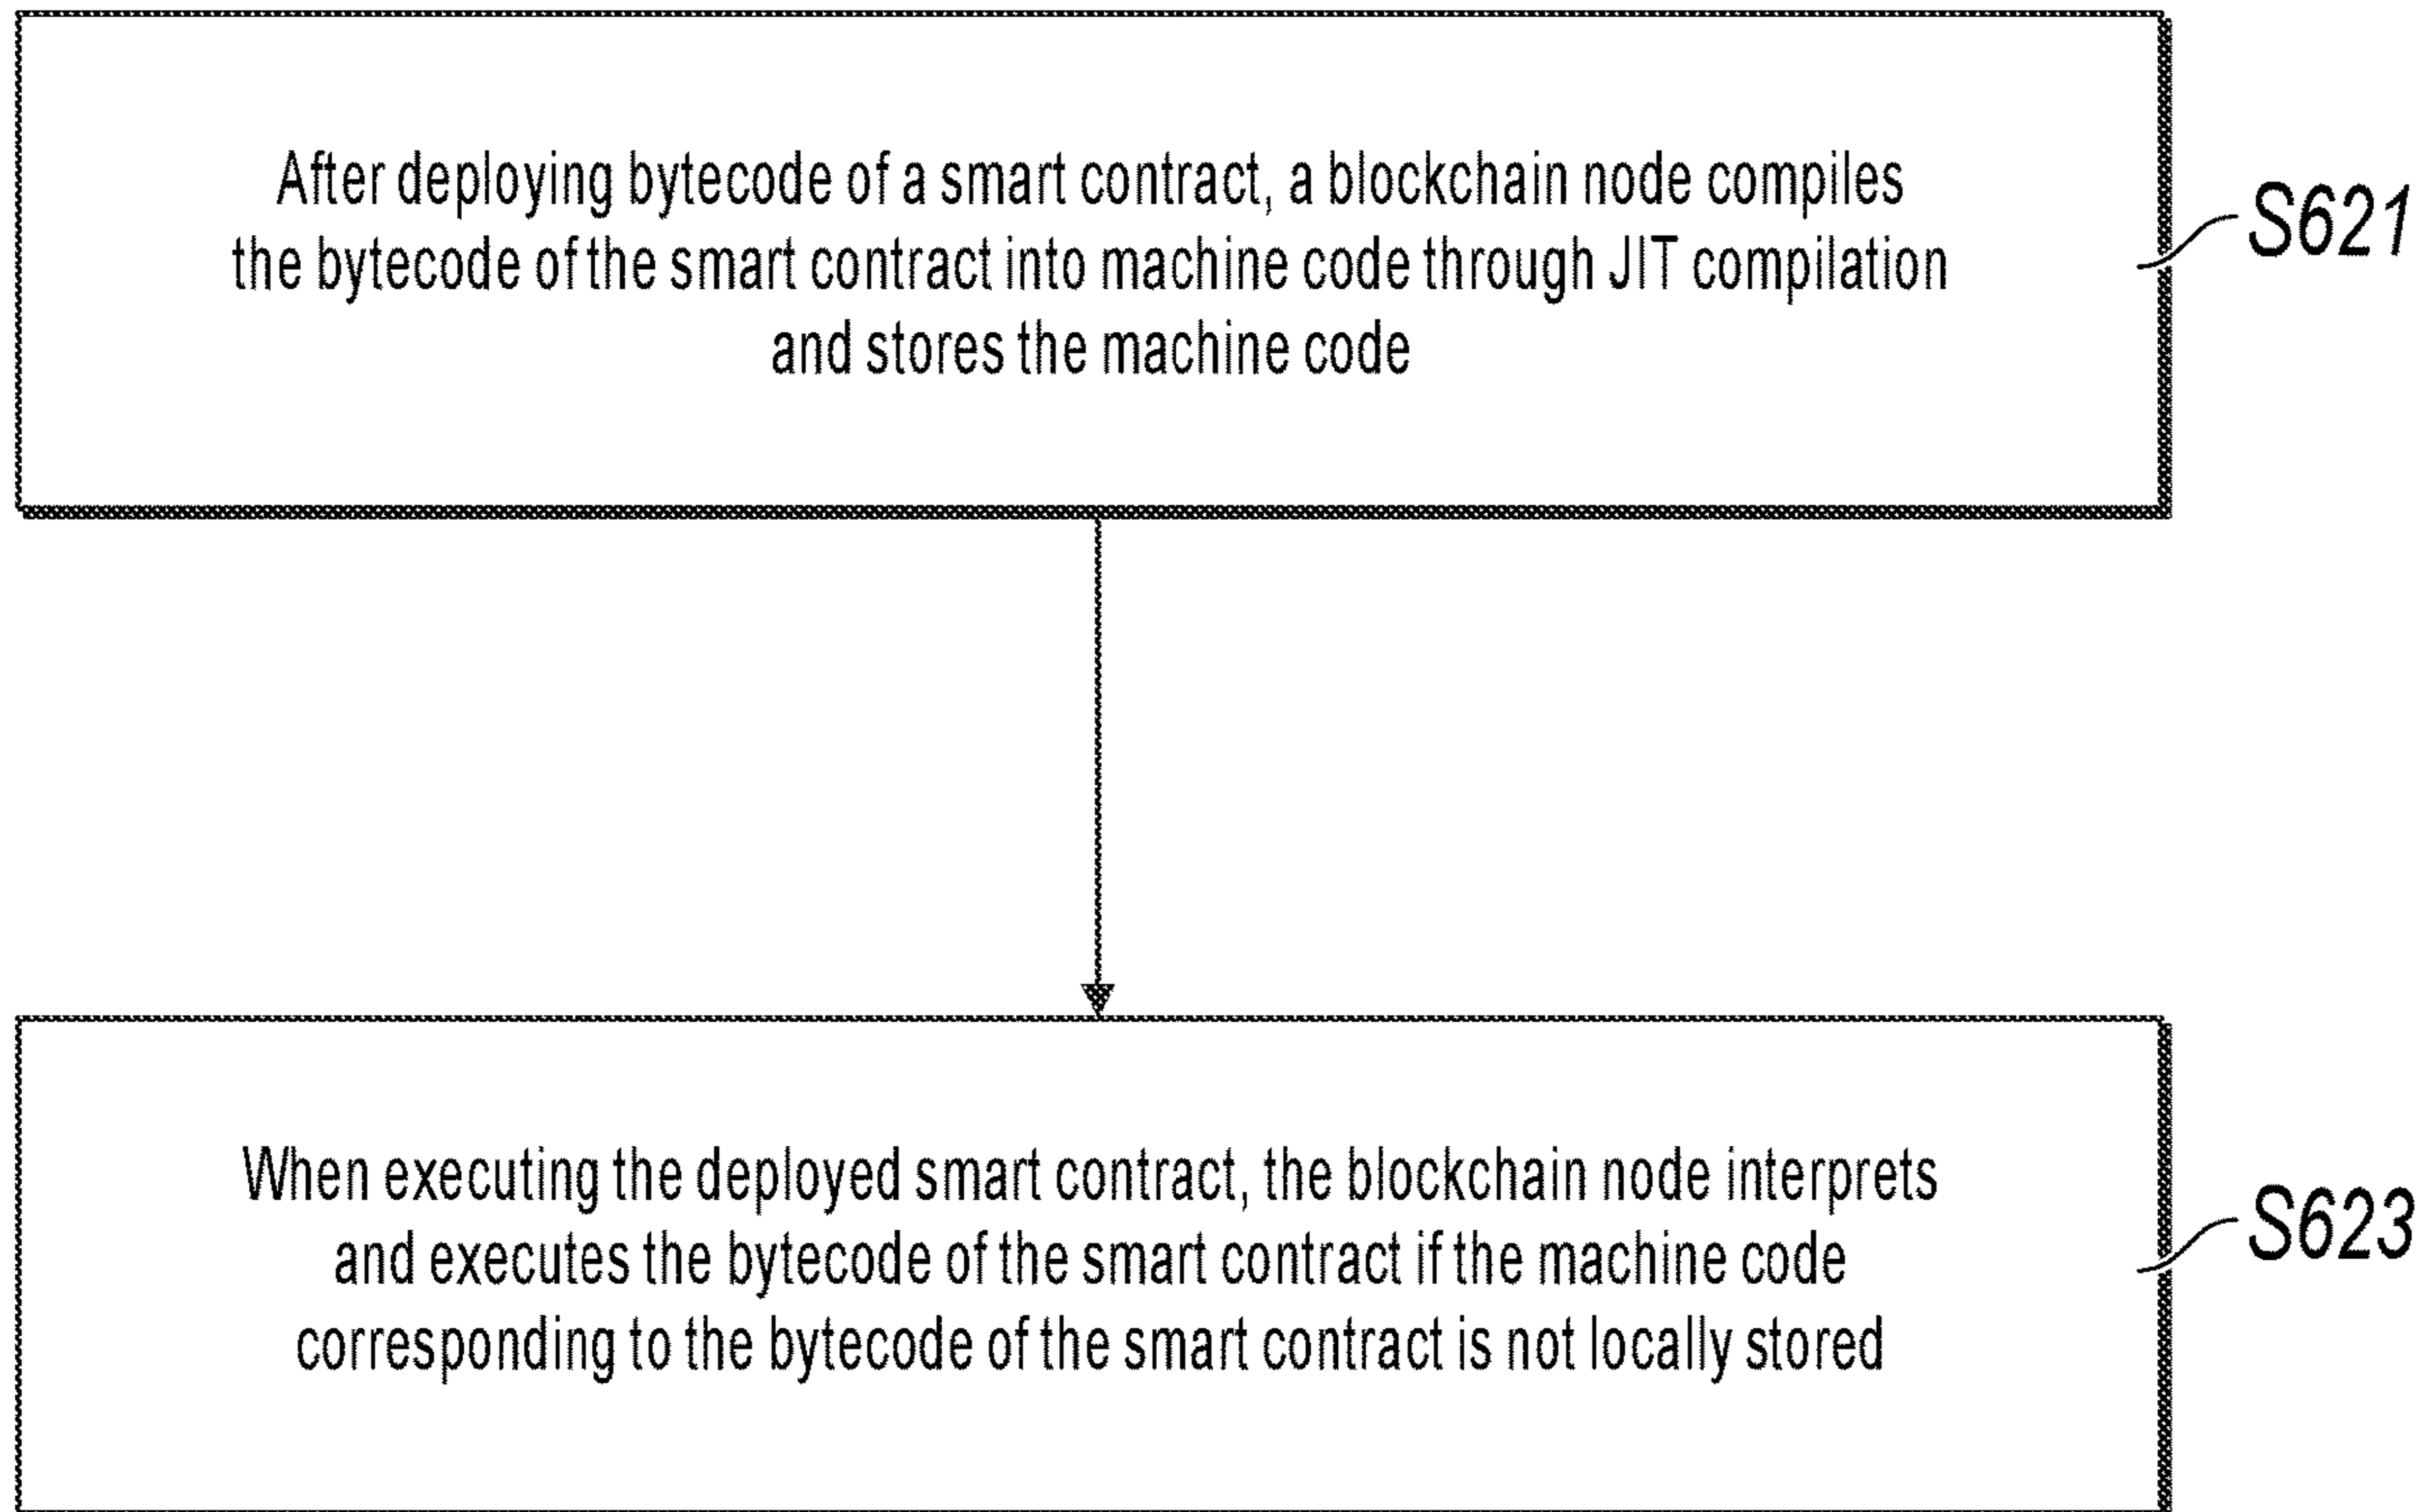 After deploying bytecode of a smart contract, a blockchain node compiles
the bytecode of the smart contract into machine code through JIT compilation
and stores the machine code
S621
When executing the deployed smart contract, the blockchain node interprets
and executes the bytecode of the smart contract if the machine code
corresponding to the bytecode of the smart contract is not locally stored
S623